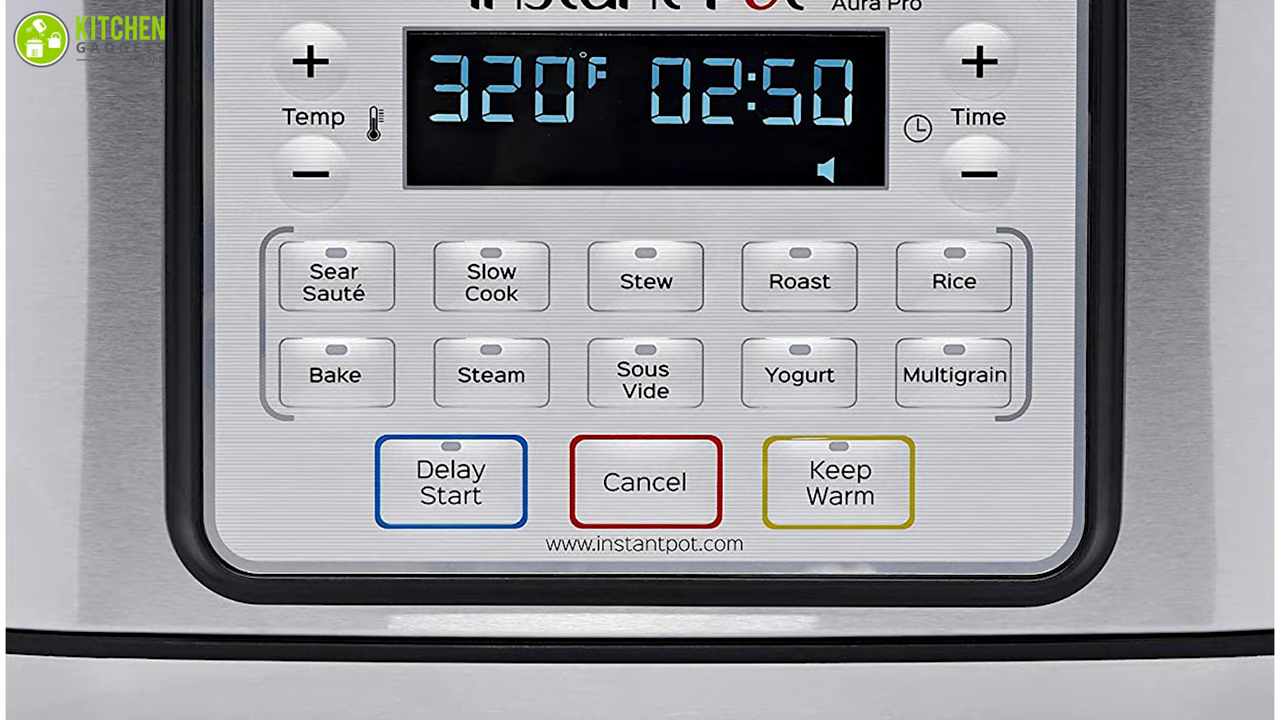 KITCHEN
GADGETS
Instant Pot Aura Pro
320°F 02:50
Temp
Time
Sear
Sauté
Slow
Cook
Stew
Roast
Rice
Bake
Steam
Sous
Vide
Yogurt
Multigrain
Delay
Start
Cancel
Keep
Warm
www.instantpot.com